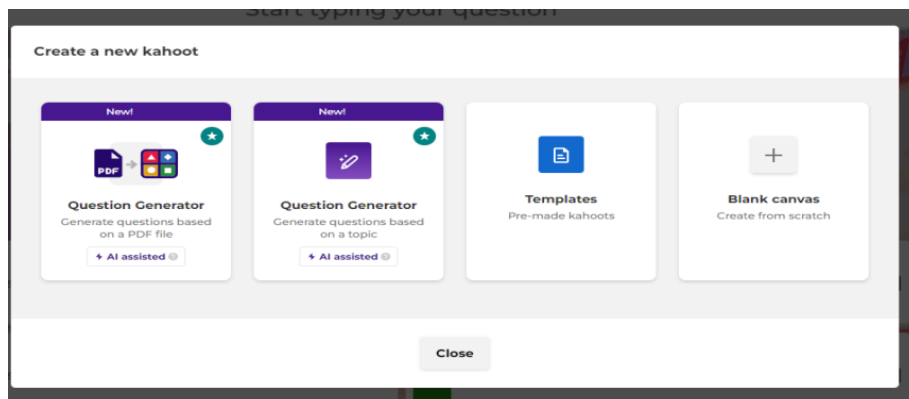 Start typing your question
Create a new kahoot
New!
PDF
Question Generator
Generate questions based
on a PDF file
AI assisted
New!
Question Generator
Generate questions based
on a topic
AI assisted
Templates
Pre-made kahoots
Blank canvas
Create from scratch
Close